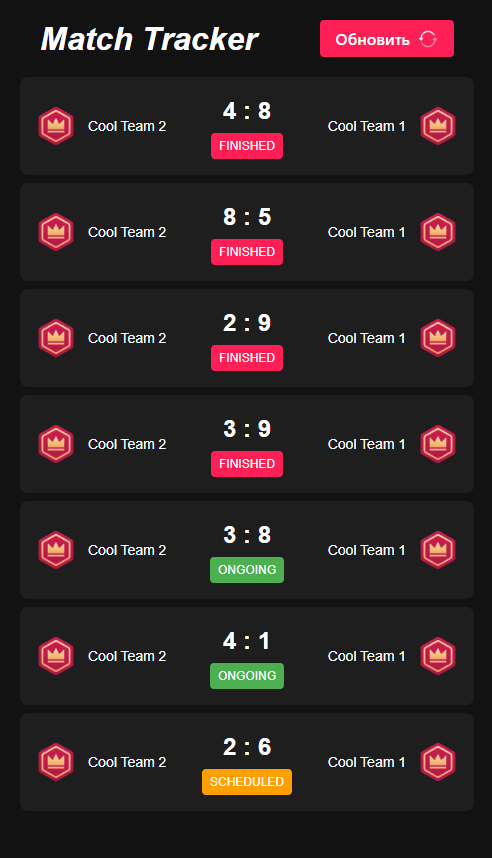 Match Tracker
Обновить
4 : 8
Cool Team 2
Cool Team 1
FINISHED
8 : 5
Cool Team 2
Cool Team 1
FINISHED
2 : 9
Cool Team 2
Cool Team 1
FINISHED
3 : 9
Cool Team 2
Cool Team 1
FINISHED
3 : 8
Cool Team 2
Cool Team 1
ONGOING
4 : 1
Cool Team 2
Cool Team 1
ONGOING
2 : 6
Cool Team 2
Cool Team 1
SCHEDULED